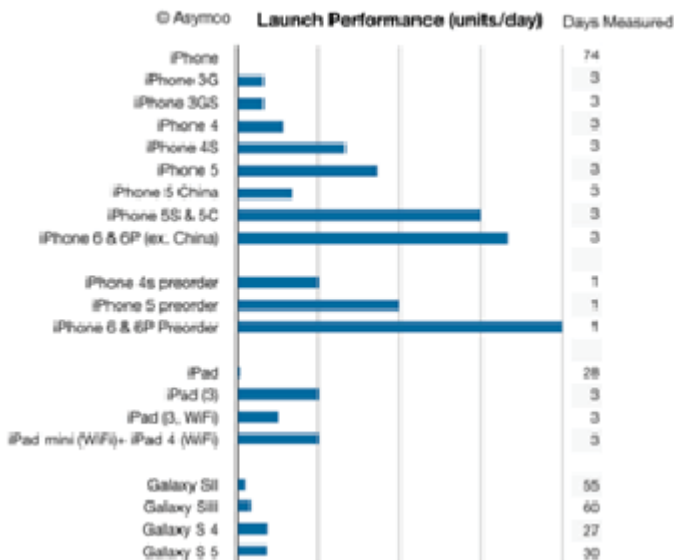 © Asymco Launch Performance (units/day) Days Measured
iPhone 74
iPhone 3G 3
iPhone 3GS 3
iPhone 4 3
iPhone 4S 3
iPhone 5 3
iPhone 5 China 3
iPhone 5S & 5C 3
iPhone 6 & 6P (ex. China) 3
iPhone 4s preorder 1
iPhone 5 preorder 1
iPhone 6 & 6P Preorder 1
iPad 28
iPad (3) 3
iPad (3, WiFi) 3
iPad mini (WiFi)+ iPad 4 (WiFi) 3
Galaxy SII 55
Galaxy SIII 60
Galaxy S 4 27
Galaxy S 5 30